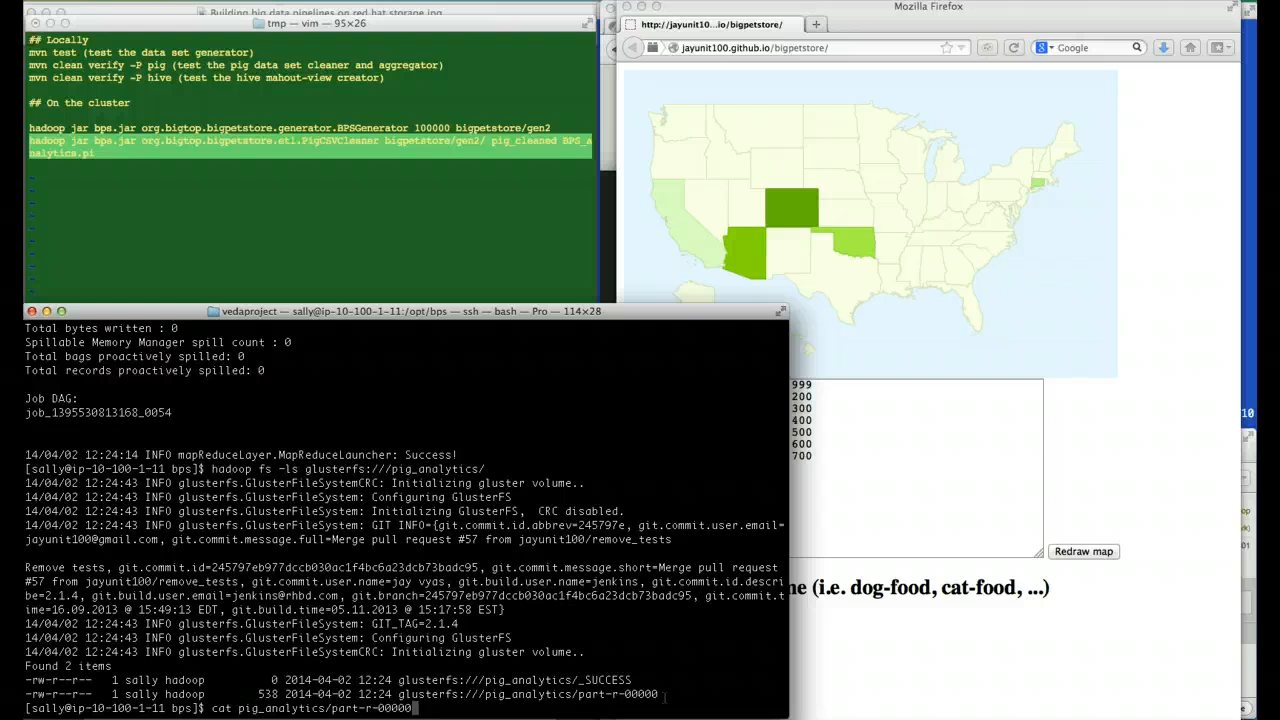 Building big data pipelines on red hat storage.jpg
tmp — vim — 95×26
## Locally
mvn test (test the data set generator)
mvn clean verify -P pig (test the pig data set cleaner and aggregator)
mvn clean verify -P hive (test the hive mahout-view creator)
## On the cluster
hadoop jar bps.jar org.bigtop.bigpetstore.generator.BPSGenerator 100000 bigpetstore/gen2
hadoop jar bps.jar org.bigtop.bigpetstore.etl.PigCSVCleaner bigpetstore/gen2/ pig_cleaned BPS_a
nalytics.pi
~
~
~
~
~
~
~
~
~
~
Mozilla Firefox
http://jayunit10...io/bigpetstore/
+
jayunit100.github.io/bigpetstore/
Google
999
200
300
400
500
600
700
Redraw map
me (i.e. dog-food, cat-food, ...)
10
vedaproject — sally@ip-10-100-1-11:/opt/bps — ssh — bash — Pro — 114×28
Total bytes written : 0
Spillable Memory Manager spill count : 0
Total bags proactively spilled: 0
Total records proactively spilled: 0
Job DAG:
job_1395530813168_0054
14/04/02 12:24:14 INFO mapReduceLayer.MapReduceLauncher: Success!
[sally@ip-10-100-1-11 bps]$ hadoop fs -ls glusterfs:///pig_analytics/
14/04/02 12:24:43 INFO glusterfs.GlusterFileSystemCRC: Initializing gluster volume..
14/04/02 12:24:43 INFO glusterfs.GlusterFileSystem: Configuring GlusterFS
14/04/02 12:24:43 INFO glusterfs.GlusterFileSystem: Initializing GlusterFS,  CRC disabled.
14/04/02 12:24:43 INFO glusterfs.GlusterFileSystem: GIT INFO={git.commit.id.abbrev=245797e, git.commit.user.email=
jayunit100@gmail.com, git.commit.message.full=Merge pull request #57 from jayunit100/remove_tests
Remove tests, git.commit.id=245797eb977dccb030ac1f4bc6a23dcb73badc95, git.commit.message.short=Merge pull request
#57 from jayunit100/remove_tests, git.commit.user.name=jay vyas, git.build.user.name=jenkins, git.commit.id.descri
be=2.1.4, git.build.user.email=jenkins@rhbd.com, git.branch=245797eb977dccb030ac1f4bc6a23dcb73badc95, git.commit.t
ime=16.09.2013 @ 15:49:13 EDT, git.build.time=05.11.2013 @ 15:17:58 EST}
14/04/02 12:24:43 INFO glusterfs.GlusterFileSystem: GIT_TAG=2.1.4
14/04/02 12:24:43 INFO glusterfs.GlusterFileSystem: Configuring GlusterFS
14/04/02 12:24:43 INFO glusterfs.GlusterFileSystem: Initializing gluster volume..
Found 2 items
-rw-r--r--   1 sally hadoop          0 2014-04-02 12:24 glusterfs:///pig_analytics/_SUCCESS
-rw-r--r--   1 sally hadoop        538 2014-04-02 12:24 glusterfs:///pig_analytics/part-r-00000
[sally@ip-10-100-1-11 bps]$ cat pig_analytics/part-r-00000